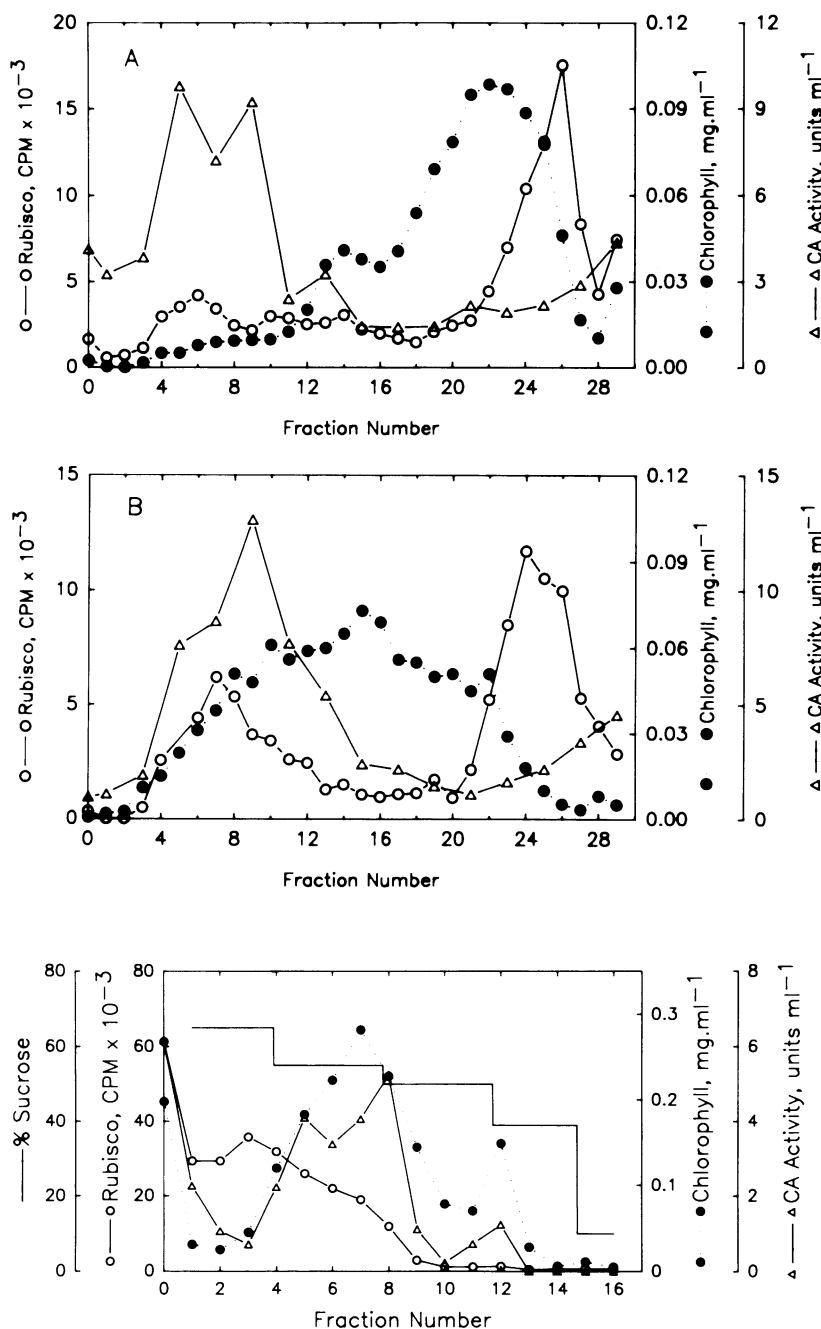 A
O——O Rubisco, CPM x 10⁻³
20
15
10
5
0
0 4 8 12 16 20 24 28
Fraction Number
0.12
0.09
0.06
0.03
0.00
● ●Chlorophyll, mg.ml⁻¹
12
9
6
3
0
△——△ CA Activity, units ml⁻¹
B
O——O Rubisco, CPM x 10⁻³
15
10
5
0
0 4 8 12 16 20 24 28
Fraction Number
0.12
0.09
0.06
0.03
0.00
● ●Chlorophyll, mg.ml⁻¹
15
10
5
0
△——△ CA Activity, units ml⁻¹
—— % Sucrose
80
60
40
20
0
O——O Rubisco, CPM x 10⁻³
80
60
40
20
0
0 2 4 6 8 10 12 14 16
Fraction Number
0.3
0.2
0.1
0
● ●Chlorophyll, mg.ml⁻¹
8
6
4
2
0
△——△ CA Activity, units ml⁻¹